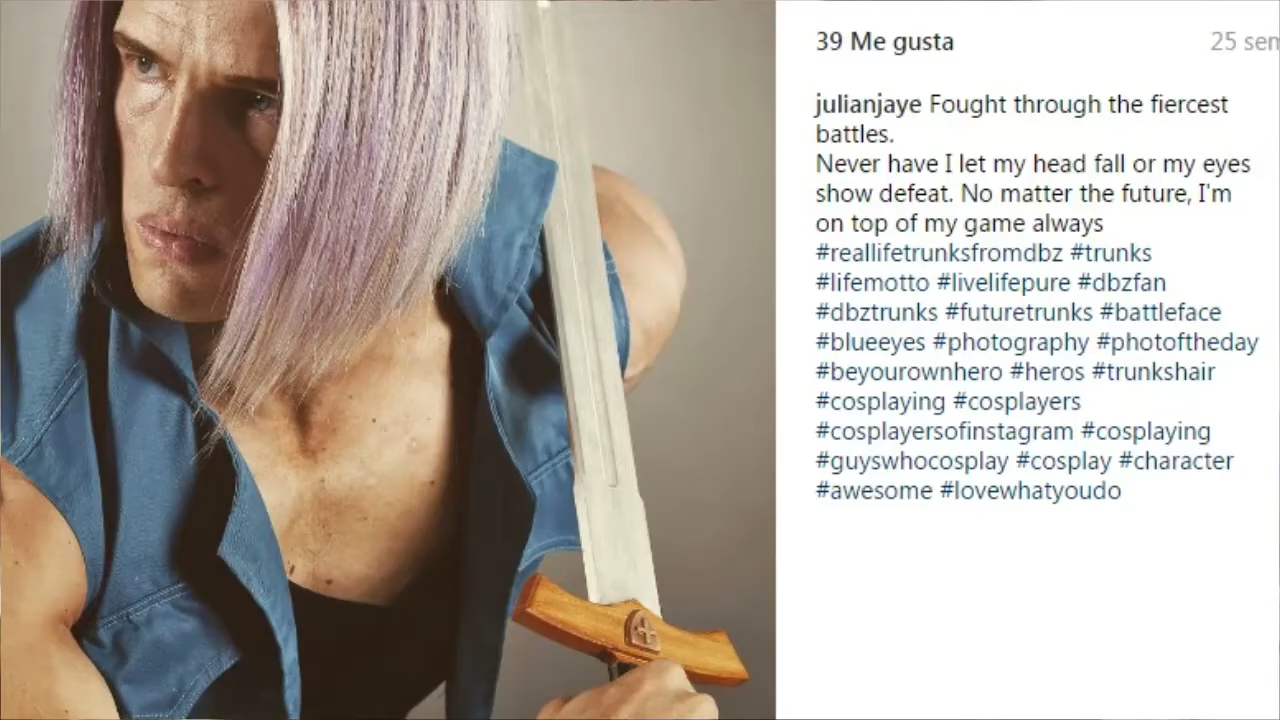 39 Me gusta
25 sen
julianjaye Fought through the fiercest
battles.
Never have I let my head fall or my eyes
show defeat. No matter the future, I'm
on top of my game always
#reallifetrunksfromdbz #trunks
#lifemotto #livelifepure #dbzfan
#dbztrunks #futuretrunks #battleface
#blueeyes #photography #photoftheday
#beyourownhero #heros #trunkshair
#cosplaying #cosplayers
#cosplayersofinstagram #cosplaying
#guyswhocosplay #cosplay #character
#awesome #lovewhatyoudo